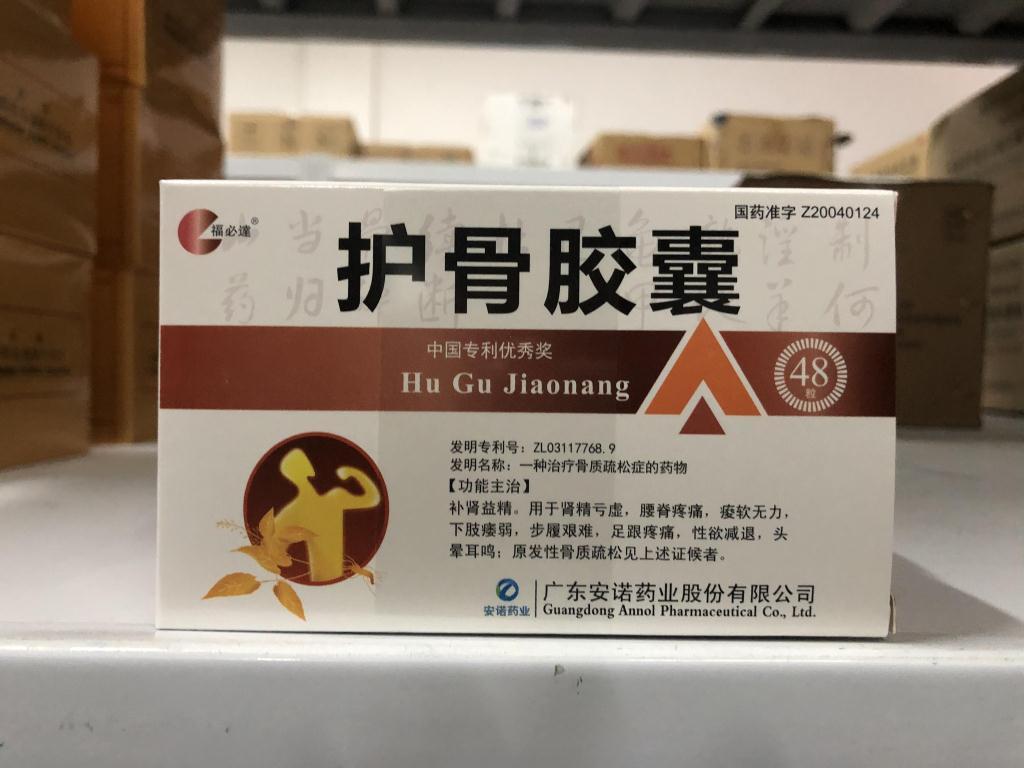 福必達®
国药准字 Z20040124
护骨胶囊
中国专利优秀奖
Hu Gu Jiaonang
48
粒
发明专利号：ZL03117768.9
发明名称：一种治疗骨质疏松症的药物
【功能主治】
补肾益精。用于肾精亏虚，腰脊疼痛，痠软无力，
下肢痿弱，步履艰难，足跟疼痛，性欲减退，头
晕耳鸣；原发性骨质疏松见上述证候者。
安诺药业
广东安诺药业股份有限公司
Guangdong Annol Pharmaceutical Co., Ltd.